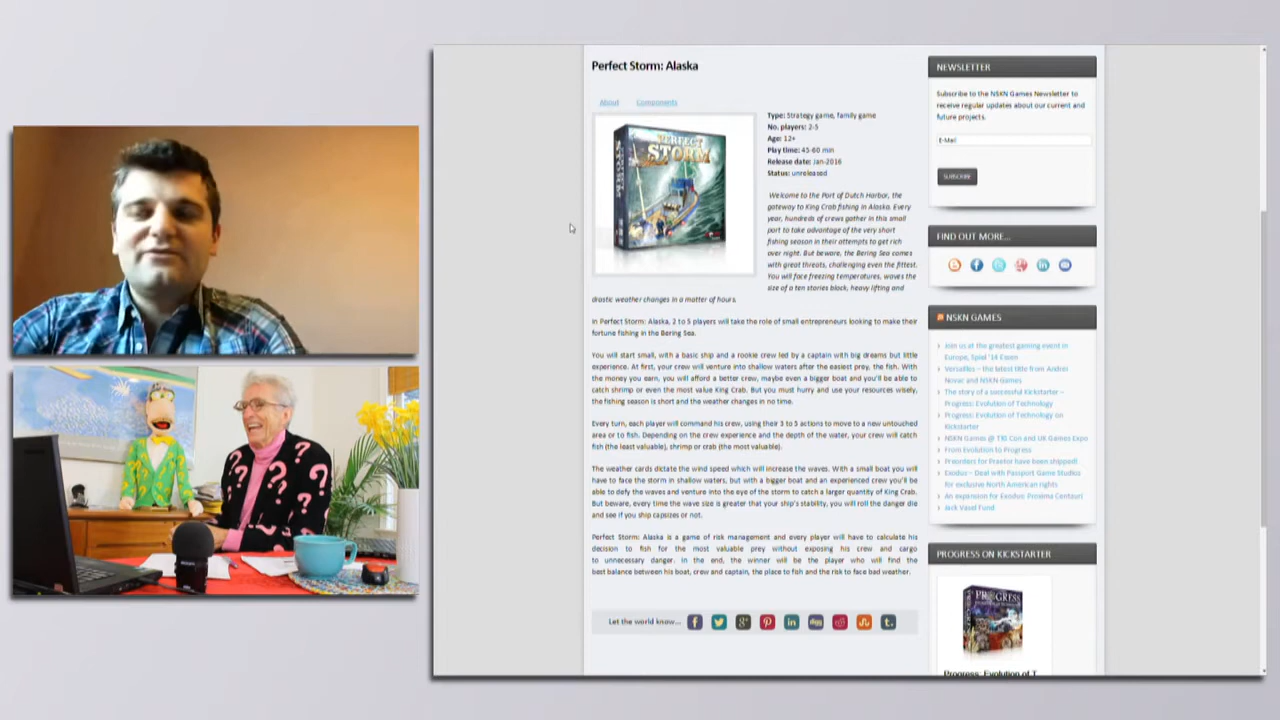 Perfect Storm: Alaska
About Components
PERFECT
STORM
Type: Strategy game, family game
No. players: 2-5
Age: 12+
Play time: 45-60 min
Release date: Jan-2016
Status: unreleased
Welcome to the Port of Dutch Harbor, the
gateway to King Crab fishing in Alaska. Every
year, hundreds of crews gather in this small
port to take advantage of the very short
fishing season in their attempts to get rich
over night. But beware, the Bering Sea comes
with great threats, challenging even the fittest.
You will face freezing temperatures, waves the
size of a ten stories block, heavy lifting and
drastic weather changes in a matter of hours.
In Perfect Storm: Alaska, 2 to 5 players will take the role of small entrepreneurs looking to make their
fortune fishing in the Bering Sea.
You will start small, with a basic ship and a rookie crew led by a captain with big dreams but little
experience. At first, your crew will venture into shallow waters after the easiest prey, the fish. With
the money you earn, you will afford a better crew, maybe even a bigger boat and you'll be able to
catch shrimp or even the most value King Crab. But you must hurry and use your resources wisely,
the fishing season is short and the weather changes in no time.
Every turn, each player will command his crew, using their 3 to 5 actions to move to a new untouched
area or to fish. Depending on the crew experience and the depth of the water, your crew will catch
fish (the least valuable), shrimp or crab (the most valuable).
The weather cards dictate the wind speed which will increase the waves. With a small boat you will
have to face the storm in shallow waters, but with a bigger boat and an experienced crew you'll be
able to defy the waves and venture into the eye of the storm to catch a larger quantity of King Crab.
But beware, every time the wave size is greater that your ship's stability, you will roll the danger die
and see if you ship capsizes or not.
Perfect Storm: Alaska is a game of risk management and every player will have to calculate his
decision to fish for the most valuable prey without exposing his crew and cargo
to unnecessary danger. In the end, the winner will be the player who will find the
best balance between his boat, crew and captain, the place to fish and the risk to face bad weather.
Let the world know...
NEWSLETTER
Subscribe to the NSKN Games Newsletter to
receive regular updates about our current and
future projects.
E-Mail
SUBSCRIBE
FIND OUT MORE...
NSKN GAMES
Join us at the greatest gaming event in
Europe, Spiel '14 Essen
Versailles – the latest title from Andrei
Novac and NSKN Games
The story of a successful Kickstarter –
Progress: Evolution of Technology
Progress: Evolution of Technology on
Kickstarter
NSKN Games @ TIG Con and UK Games Expo
From Evolution to Progress
Preorders for Praetor have been shipped!
Exodus – Deal with Passport Game Studios
for exclusive North American rights
An expansion for Exodus: Proxima Centauri
Jack Vasel Fund
PROGRESS ON KICKSTARTER
PROGRESS
Progress: Evolution of T